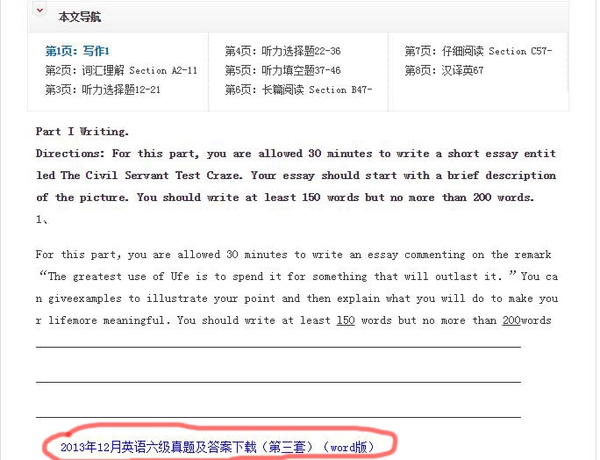 本文导航
第1页：写作1
第4页：听力选择题22-36
第7页：仔细阅读 Section C57-
第2页：词汇理解 Section A2-11
第5页：听力填空题37-46
第8页：汉译英67
第3页：听力选择题12-21
第6页：长篇阅读 Section B47-
Part I Writing.
Directions: For this part, you are allowed 30 minutes to write a short essay entit
led The Civil Servant Test Craze. Your essay should start with a brief description
of the picture. You should write at least 150 words but no more than 200 words.
1、
For this part, you are allowed 30 minutes to write an essay commenting on the remark
“The greatest use of Ufe is to spend it for something that will outlast it.”You ca
n giveexamples to illustrate your point and then explain what you will do to make you
r lifemore meaningful. You should write at least 150 words but no more than 200words
2013年12月英语六级真题及答案下载（第三套）（word版）